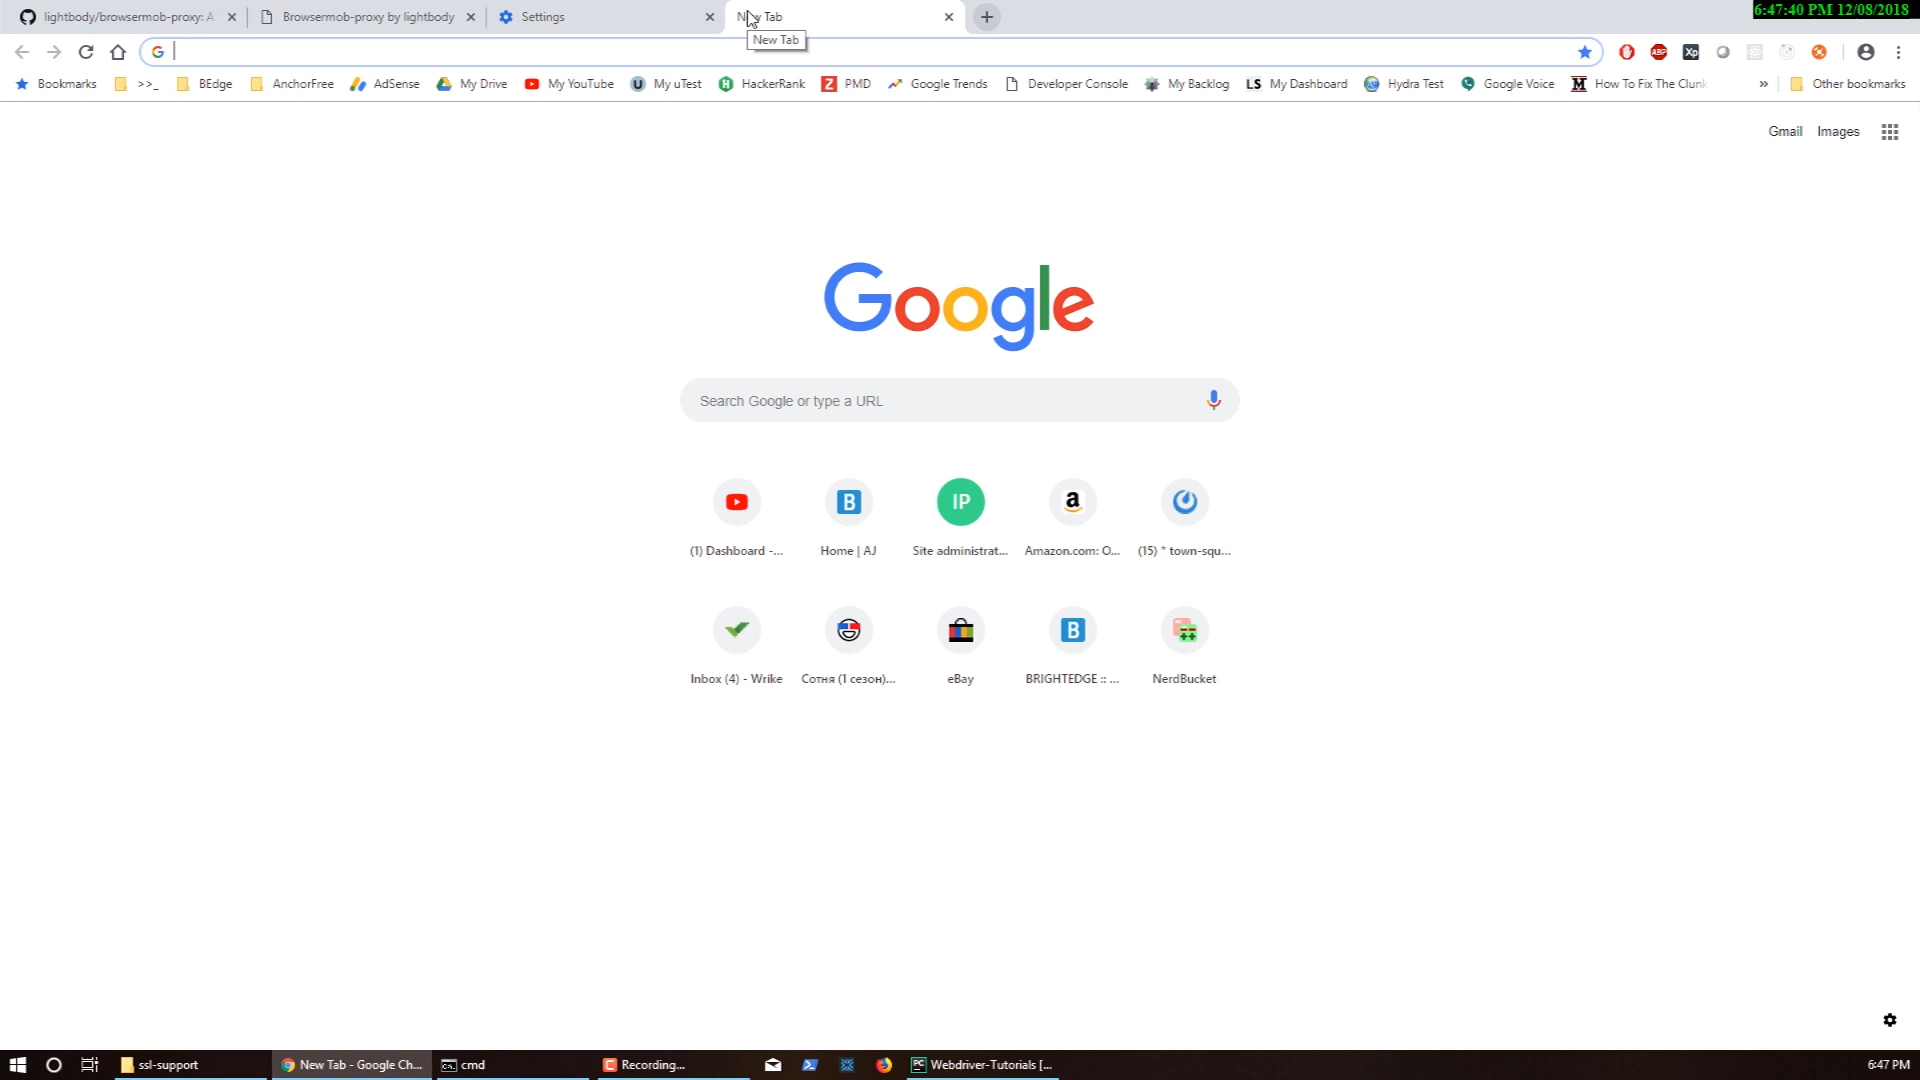 lightbody/browsermob-proxy: A
Browsermob-proxy by lightbody
Settings
New Tab
6:47:40 PM 12/08/2018
New Tab
Bookmarks
>>_
BEdge
AnchorFree
AdSense
My Drive
My YouTube
My uTest
HackerRank
PMD
Google Trends
Developer Console
My Backlog
LS My Dashboard
Hydra Test
Google Voice
M How To Fix The Clunk
»
Other bookmarks
Gmail
Images
Google
Search Google or type a URL
IP
(1) Dashboard -...
Home | AJ
Site administrat...
Amazon.com: O...
(15) * town-squ...
Inbox (4) - Wrike
Сотня (1 сезон)...
eBay
BRIGHTEDGE :: ...
NerdBucket
ssl-support
New Tab - Google Ch...
cmd
Recording...
Webdriver-Tutorials [...
6:47 PM